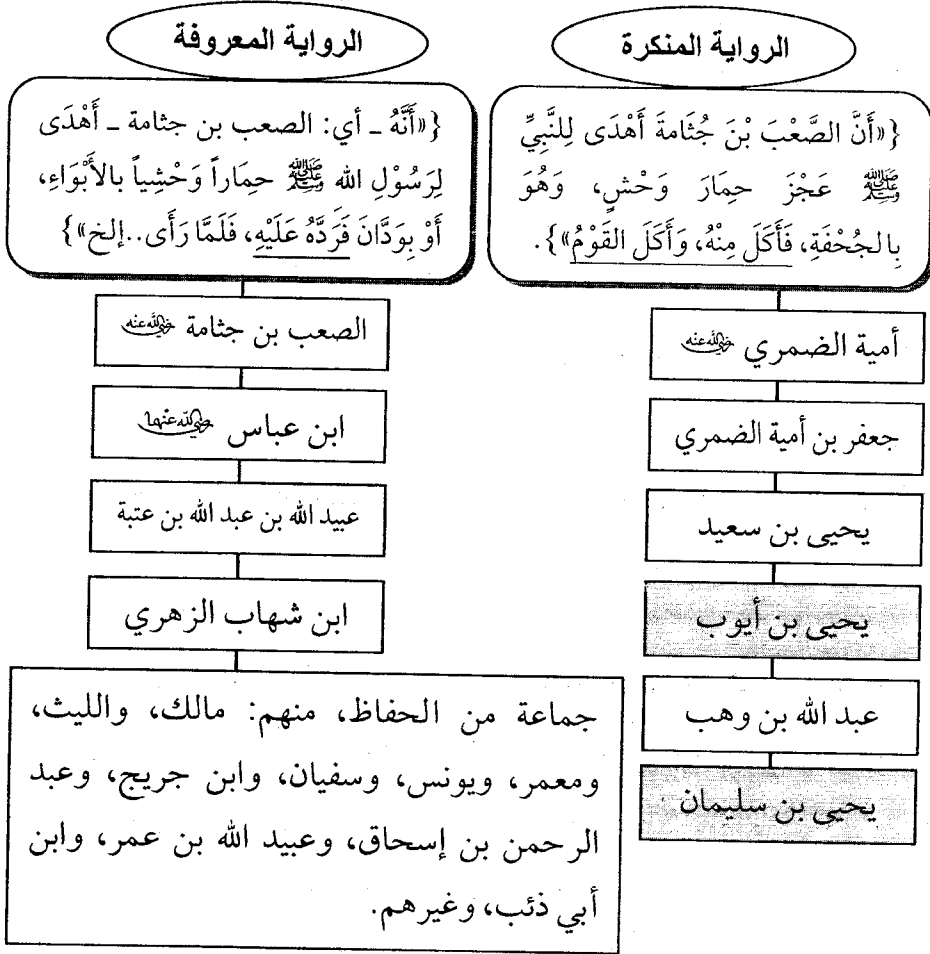 الرواية المنكرة
{«أَنَّ الصَّعْبَ بْنَ جُثَامَةَ أَهْدَى لِلنَّبِيِّ
ﷺ عَجْزَ حِمَارَ وَحْشٍ، وَهُوَ
بِالجُحْفَةِ، فَأَكَلَ مِنْهُ، وَأَكَلَ القَوْمُ»}.
أمية الضمري رضي الله عنه
جعفر بن أمية الضمري
يحيى بن سعيد
يحيى بن أيوب
عبد الله بن وهب
يحيى بن سليمان
الرواية المعروفة
{«أَنَّهُ ـ أي: الصعب بن جثامة ـ أَهْدَى
لِرَسُوْلِ الله ﷺ حِمَاراً وَحْشِياً بالأَبْوَاءِ،
أَوْ بِوَدَّانَ فَرَدَّهُ عَلَيْهِ، فَلَمَّا رَأَى..إلخ»}
الصعب بن جثامة رضي الله عنه
ابن عباس رضي الله عنهما
عبيد الله بن عبد الله بن عتبة
ابن شهاب الزهري
جماعة من الحفاظ، منهم: مالك، والليث،
ومعمر، ويونس، وسفيان، وابن جريج، وعبد
الرحمن بن إسحاق، وعبيد الله بن عمر، وابن
أبي ذئب، وغيرهم.